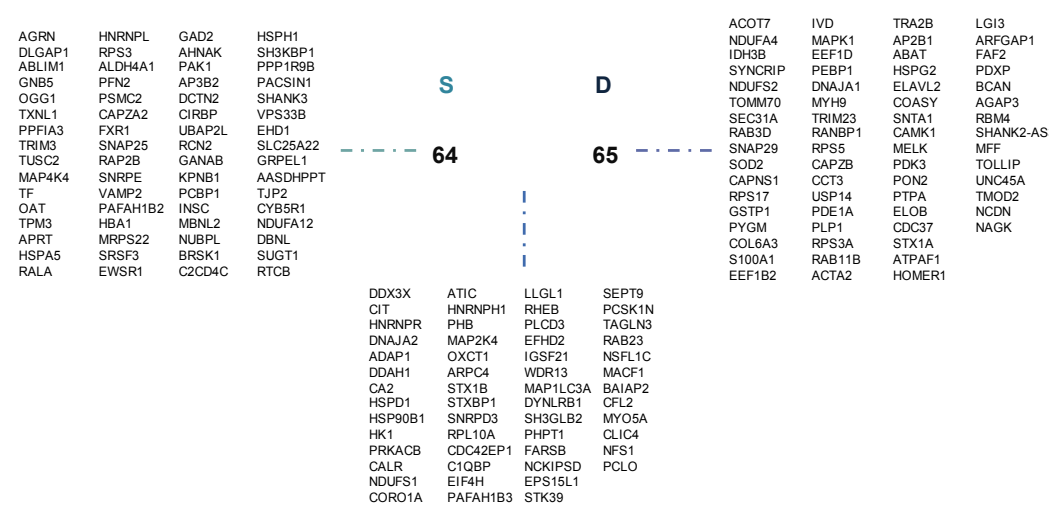 AGRN HNRNPL GAD2 HSPH1
DLGAP1 RPS3 AHNAK SH3KBP1
ABLIM1 ALDH4A1 PAK1 PPP1R9B
GNB5 PFN2 AP3B2 PACSIN1
OGG1 PSMC2 DCTN2 SHANK3
TXNL1 CAPZA2 CIRBP VPS33B
PPFIA3 FXR1 UBAP2L EHD1
TRIM3 SNAP25 RCN2 SLC25A22
TUSC2 RAP2B GANAB GRPEL1
MAP4K4 SNRPE KPNB1 AASDHPPT
TF VAMP2 PCBP1 TJP2
OAT PAFAH1B2 INSC CYB5R1
TPM3 HBA1 MBNL2 NDUFA12
APRT MRPS22 NUBPL DBNL
HSPA5 SRSF3 BRSK1 SUGT1
RALA EWSR1 C2CD4C RTCB
S D
64 65
ACOT7 IVD TRA2B LGI3
NDUFA4 MAPK1 AP2B1 ARFGAP1
IDH3B EEF1D ABAT FAF2
SYNCRIP PEBP1 HSPG2 PDXP
NDUFS2 DNAJA1 ELAVL2 BCAN
TOMM70 MYH9 COASY AGAP3
SEC31A TRIM23 SNTA1 RBM4
RAB3D RANBP1 CAMK1 SHANK2-AS
SNAP29 RPS5 MELK MFF
SOD2 CAPZB PDK3 TOLLIP
CAPNS1 CCT3 PON2 UNC45A
RPS17 USP14 PTPA TMOD2
GSTP1 PDE1A ELOB NCDN
PYGM PLP1 CDC37 NAGK
COL6A3 RPS3A STX1A
S100A1 RAB11B ATPAF1
EEF1B2 ACTA2 HOMER1
DDX3X ATIC LLGL1 SEPT9
CIT HNRNPH1 RHEB PCSK1N
HNRNPR PHB PLCD3 TAGLN3
DNAJA2 MAP2K4 EFHD2 RAB23
ADAP1 OXCT1 IGSF21 NSFL1C
DDAH1 ARPC4 WDR13 MACF1
CA2 STX1B MAP1LC3A BAIAP2
HSPD1 STXBP1 DYNLRB1 CFL2
HSP90B1 SNRPD3 SH3GLB2 MYO5A
HK1 RPL10A PHPT1 CLIC4
PRKACB CDC42EP1 FARSB NFS1
CALR C1QBP NCKIPSD PCLO
NDUFS1 EIF4H EPS15L1
CORO1A PAFAH1B3 STK39